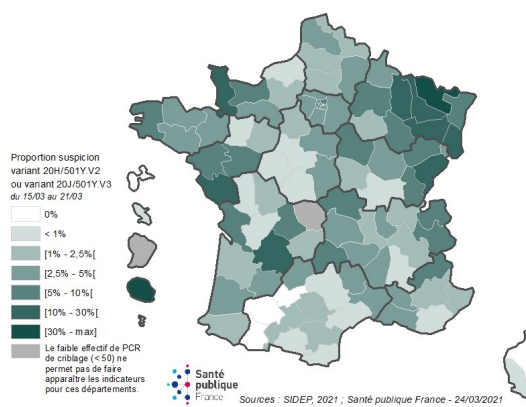 Proportion suspicion
variant 20H/501Y.V2
ou variant 20J/501Y.V3
du 15/03 au 21/03
0%
< 1%
[1% - 2,5%[
[2,5% - 5%[
[5% - 10%[
[10% - 30%[
[30% - max]
Le faible effectif de PCR
de criblage (< 50) ne
permet pas de faire
apparaître les indicateurs
pour ces départements.
Santé
publique
France
Sources : SIDEP, 2021 ; Santé publique France - 24/03/2021